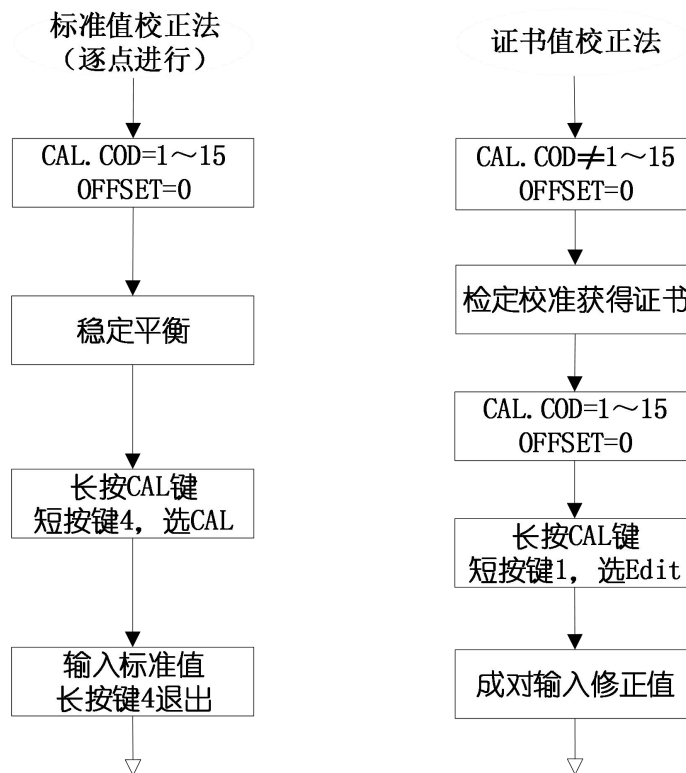 标准值校正法
（逐点进行）
CAL.COD=1～15
OFFSET=0
稳定平衡
长按CAL键
短按键4，选CAL
输入标准值
长按键4退出
证书值校正法
CAL.COD≠1～15
OFFSET=0
检定校准获得证书
CAL.COD=1～15
OFFSET=0
长按CAL键
短按键1，选Edit
成对输入修正值